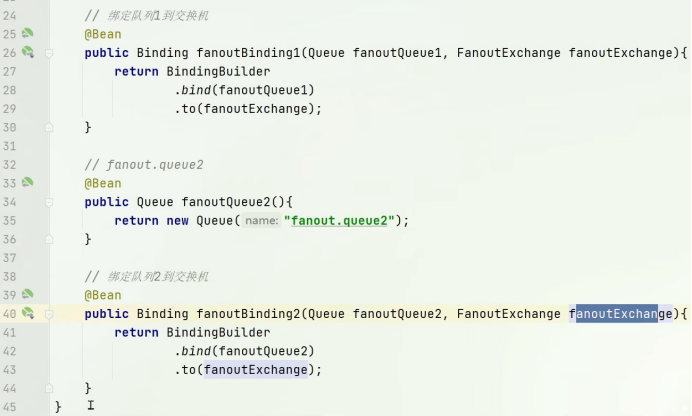 24 // 绑定队列1到交换机
25 @Bean
26 public Binding fanoutBinding1(Queue fanoutQueue1, FanoutExchange fanoutExchange){
27 return BindingBuilder
28 .bind(fanoutQueue1)
29 .to(fanoutExchange);
30 }
31
32 // fanout.queue2
33 @Bean
34 public Queue fanoutQueue2(){
35 return new Queue( name: "fanout.queue2");
36 }
37
38 // 绑定队列2到交换机
39 @Bean
40 public Binding fanoutBinding2(Queue fanoutQueue2, FanoutExchange fanoutExchange){
41 return BindingBuilder
42 .bind(fanoutQueue2)
43 .to(fanoutExchange);
44 }
45 }